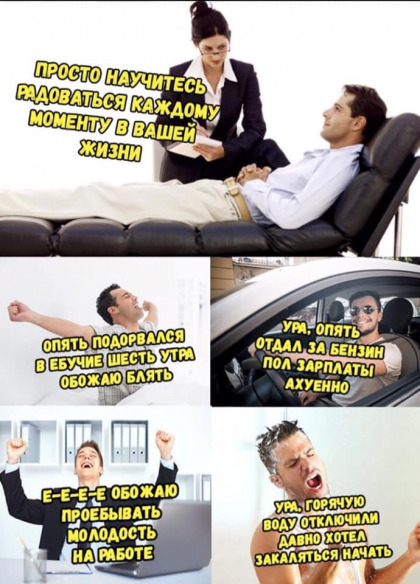 ПРОСТО НАУЧИТЕСЬ
РАДОВАТЬСЯ КАЖДОМУ
МОМЕНТУ В ВАШЕЙ
ЖИЗНИ
ОПЯТЬ ПОДОРВАЛСЯ
В ЕБУЧИЕ ШЕСТЬ УТРА
ОБОЖАЮ БЛЯТЬ
УРА, ОПЯТЬ
ОТДАЛ ЗА БЕНЗИН
ПОЛ ЗАРПЛАТЫ
АХУЕННО
Е-Е-Е-Е ОБОЖАЮ
ПРОЕБЫВАТЬ
МОЛОДОСТЬ
НА РАБОТЕ
УРА, ГОРЯЧУЮ
ВОДУ ОТКЛЮЧИЛИ
ДАВНО ХОТЕЛ
ЗАКАЛЯТЬСЯ НАЧАТЬ